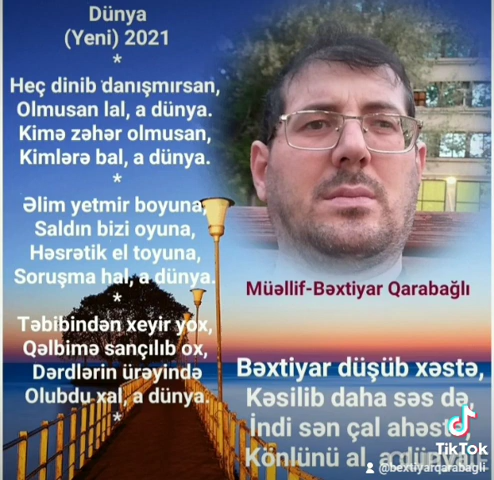 Dünya
(Yeni) 2021
*
Heç dinib danışmırsan,
Olmusan lal, a dünya.
Kimə zəhər olmusan,
Kimlərə bal, a dünya.
*
Əlim yetmir boyuna,
Saldın bizi oyuna,
Həsrətik el toyuna,
Soruşma hal, a dünya.
*
Təbibindən xeyir yox,
Qəlbimə sançılıb ox,
Dərdlərin ürəyində
Olubdu xal, a dünya.
*
Müəllif-Bəxtiyar Qarabağlı
Bəxtiyar düşüb xəstə,
Kəsilib daha səs də,
İndi sən çal ahəstə,
Könlünü al, a dünya.
TikTok
@bextiyarqarabagli